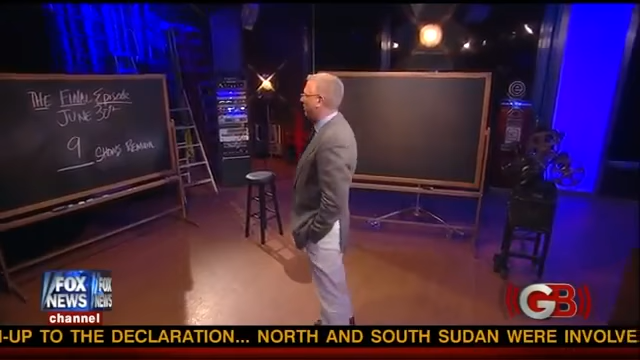 THE FINAL EPISODE
JUNE 30TH
9 SHOWS REMAIN
FOX NEWS
FOX NEWS
channel
GB
N-UP TO THE DECLARATION... NORTH AND SOUTH SUDAN WERE INVOLVE